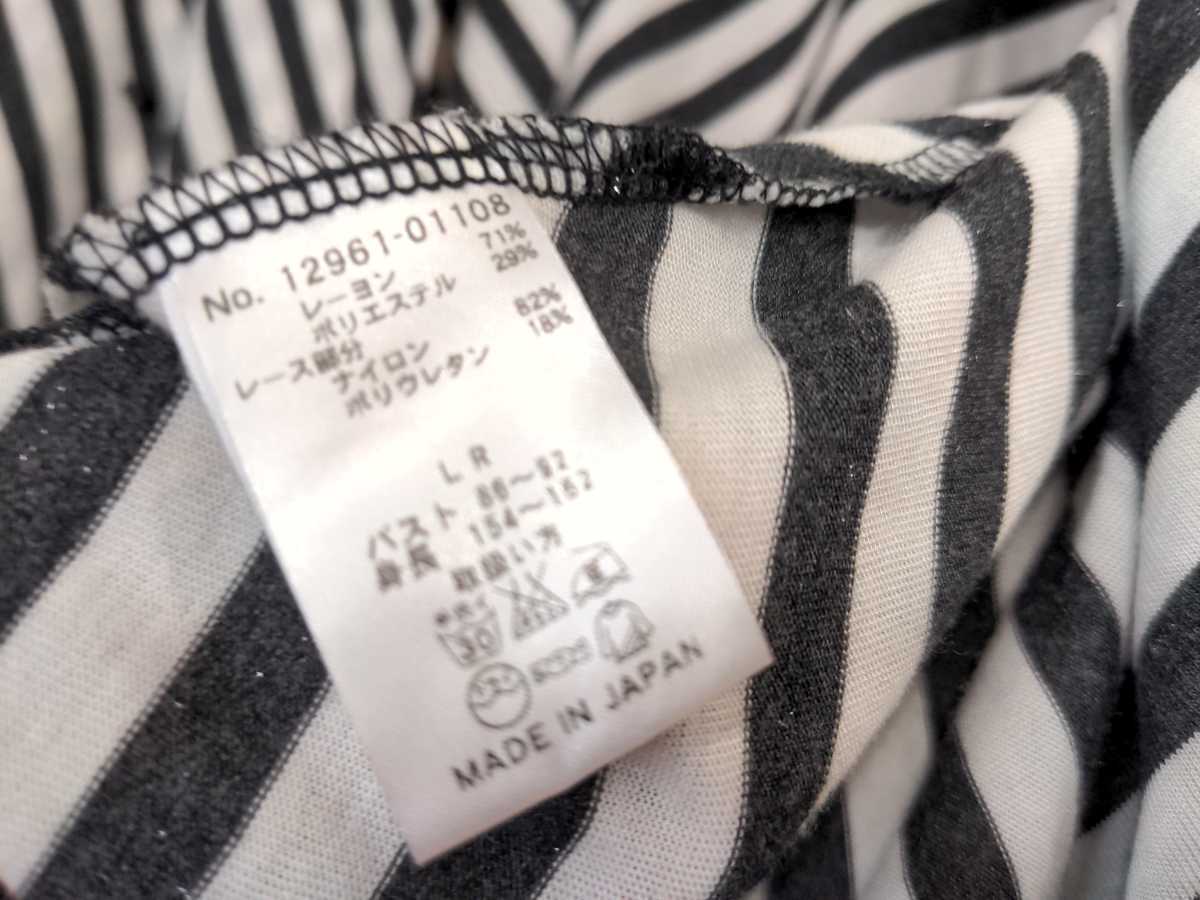 No. 12961-01108
レーヨン 71%
ポリエステル 29%
レース部分
ナイロン 82%
ポリウレタン 18%
LR
バスト 86～92
身長 154～162
取扱い方
30
MADE IN JAPAN